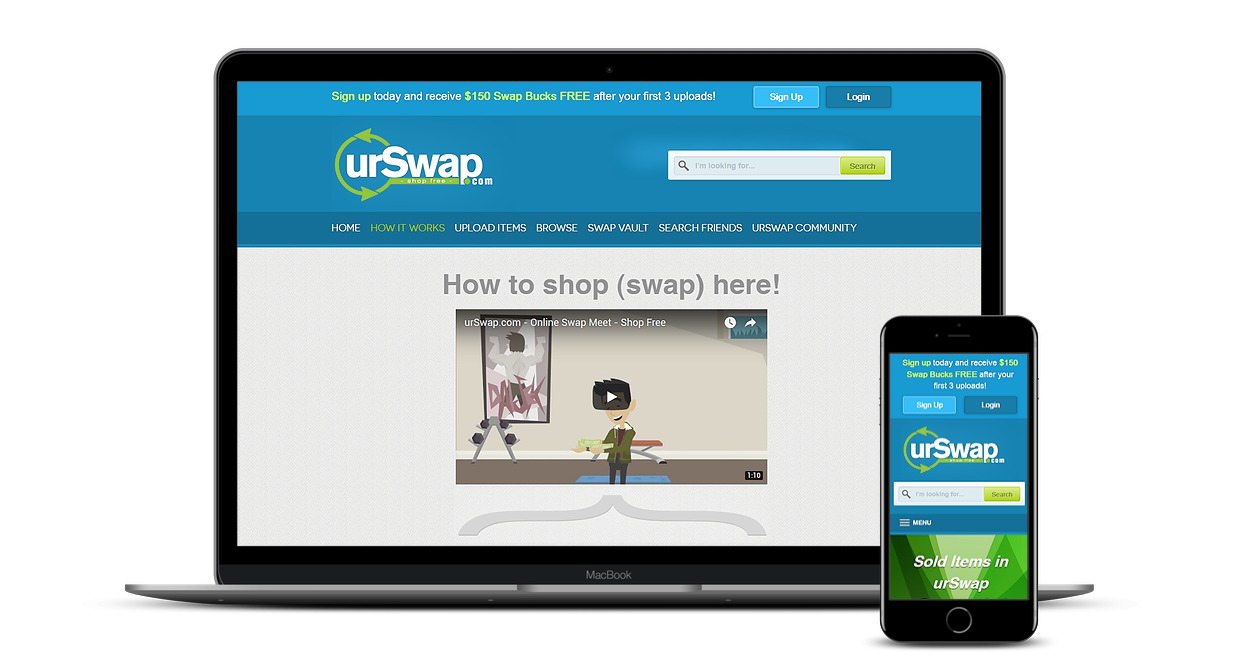 Sign up today and receive $150 Swap Bucks FREE after your first 3 uploads!
Sign Up
Login
urSwap.com
- shop free -
I'm looking for...
Search
HOME HOW IT WORKS UPLOAD ITEMS BROWSE SWAP VAULT SEARCH FRIENDS URSWAP COMMUNITY
How to shop (swap) here!
urSwap.com - Online Swap Meet - Shop Free
1:10
MacBook
Sign up today and receive $150
Swap Bucks FREE after your
first 3 uploads!
Sign Up
Login
urSwap.com
- shop free -
I'm looking for...
Search
MENU
Sold Items in
urSwap